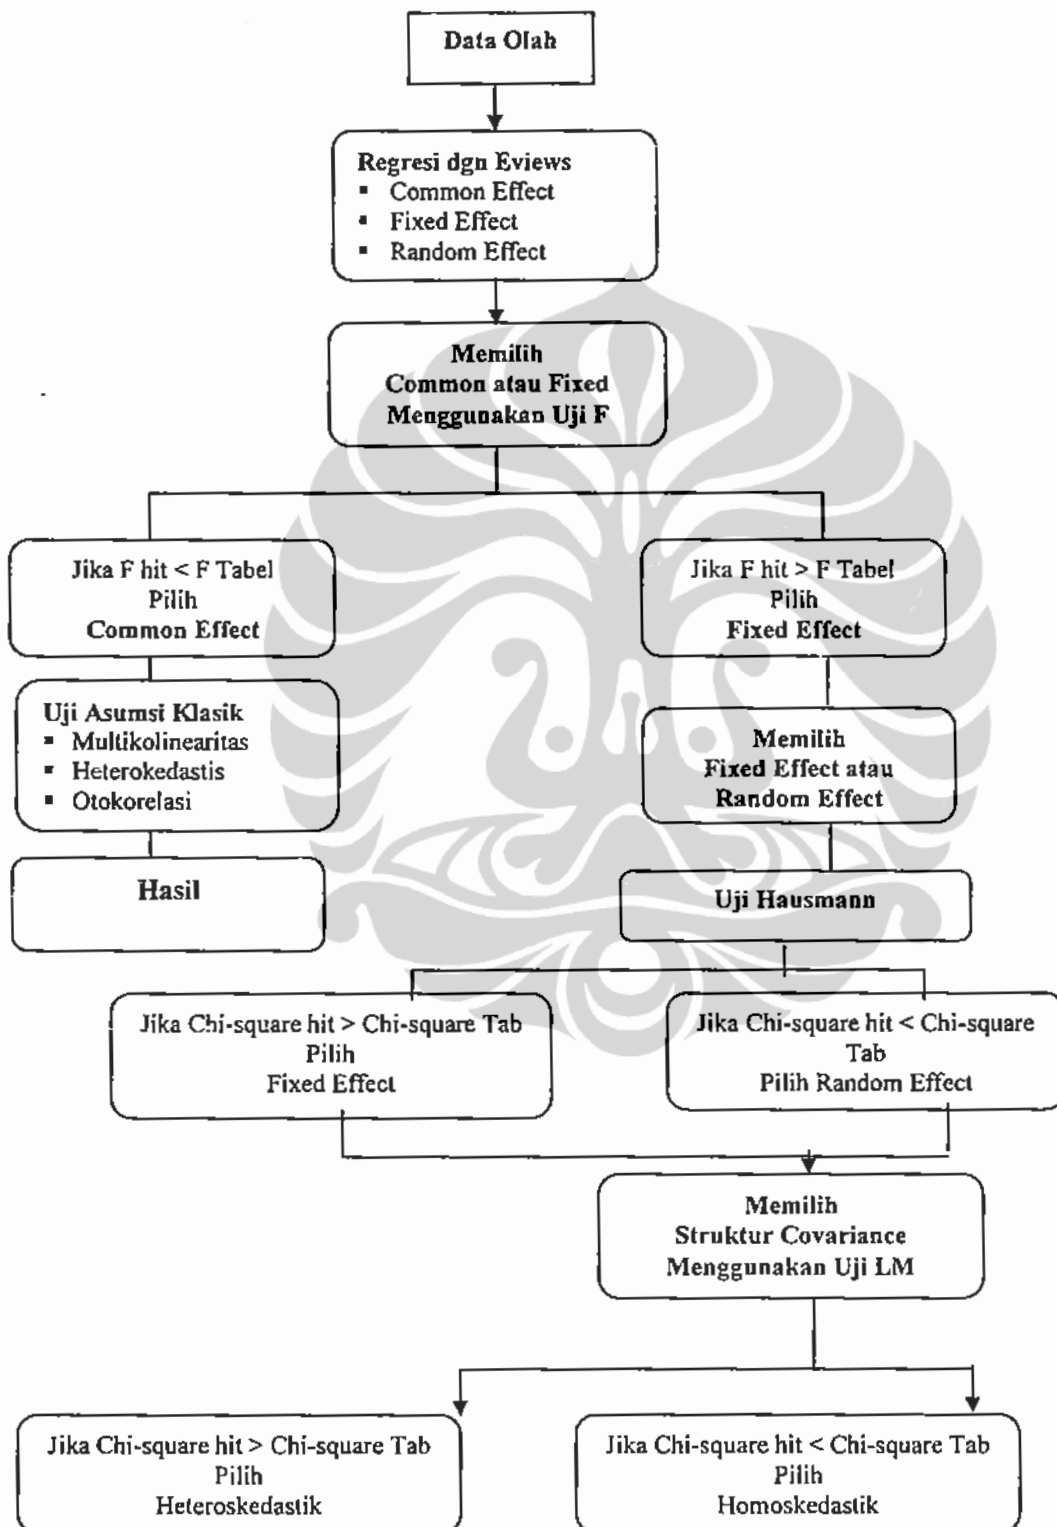 Data Olah
Regresi dgn Eviews
▪ Common Effect
▪ Fixed Effect
▪ Random Effect
Memilih
Common atau Fixed
Menggunakan Uji F
Jika F hit < F Tabel
Pilih
Common Effect
Jika F hit > F Tabel
Pilih
Fixed Effect
Uji Asumsi Klasik
▪ Multikolinearitas
▪ Heterokedastis
▪ Otokorelasi
Memilih
Fixed Effect atau
Random Effect
Hasil
Uji Hausmann
Jika Chi-square hit > Chi-square Tab
Pilih
Fixed Effect
Jika Chi-square hit < Chi-square
Tab
Pilih Random Effect
Memilih
Struktur Covariance
Menggunakan Uji LM
Jika Chi-square hit > Chi-square Tab
Pilih
Heteroskedastik
Jika Chi-square hit < Chi-square Tab
Pilih
Homoskedastik